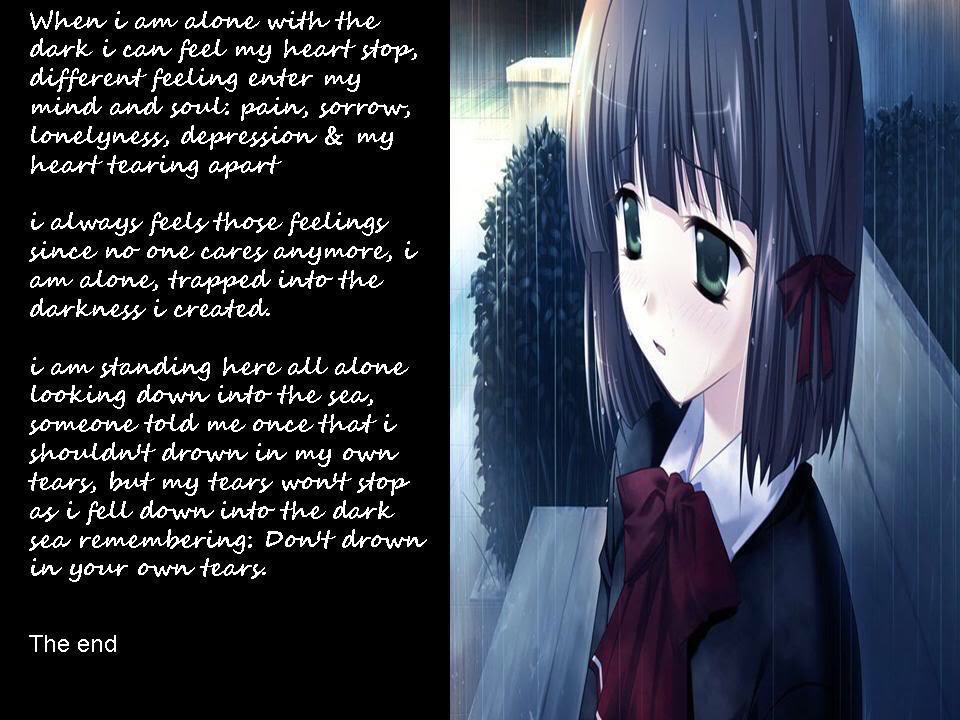 When i am alone with the
dark i can feel my heart stop,
different feeling enter my
mind and soul: pain, sorrow,
lonelyness, depression & my
heart tearing apart
i always feels those feelings
since no one cares anymore, i
am alone, trapped into the
darkness i created.
i am standing here all alone
looking down into the sea,
someone told me once that i
shouldn't drown in my own
tears, but my tears won't stop
as i fell down into the dark
sea remembering: Don't drown
in your own tears.
The end